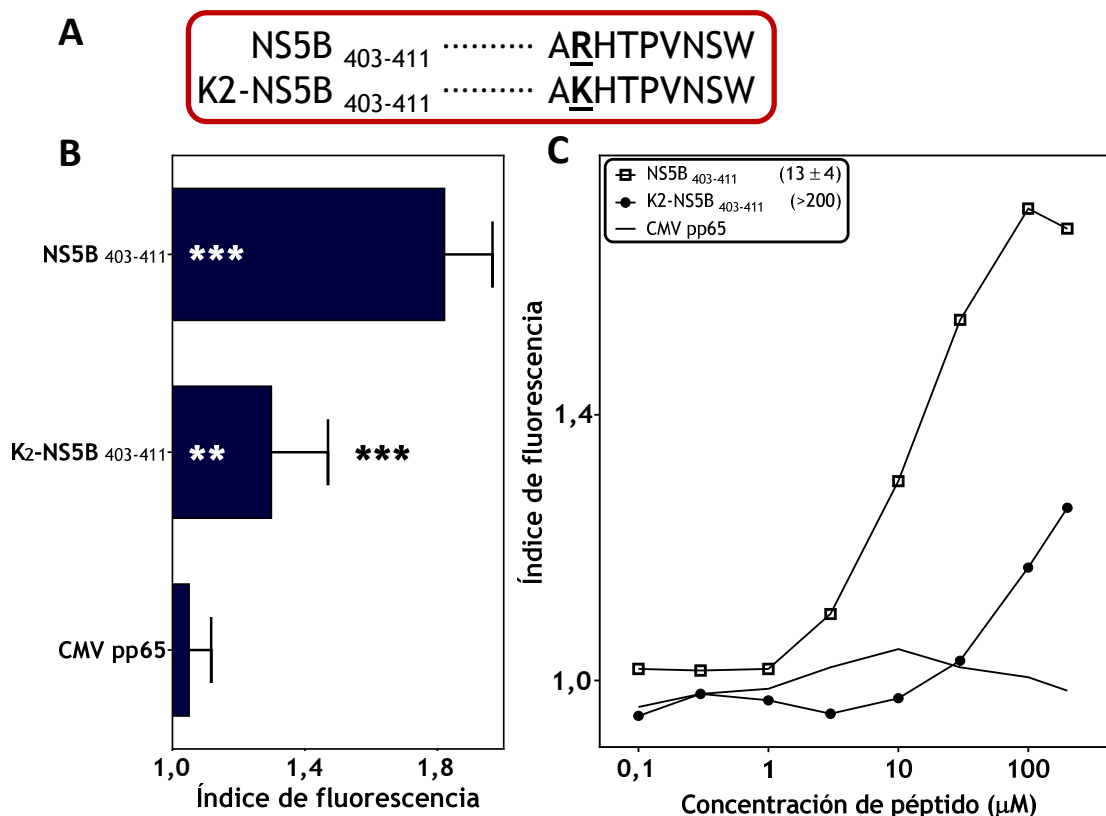 A
NS5B 403-411 ·········· ARHTPVNSW
K2-NS5B 403-411 ·········· AKHTPVNSW
B
NS5B 403-411
***
K2-NS5B 403-411
**
***
CMV pp65
1,0 1,4 1,8
Índice de fluorescencia
C
NS5B 403-411 (13 ± 4)
K2-NS5B 403-411 (>200)
CMV pp65
Índice de fluorescencia
1,4
1,0
0,1 1 10 100
Concentración de péptido (µM)